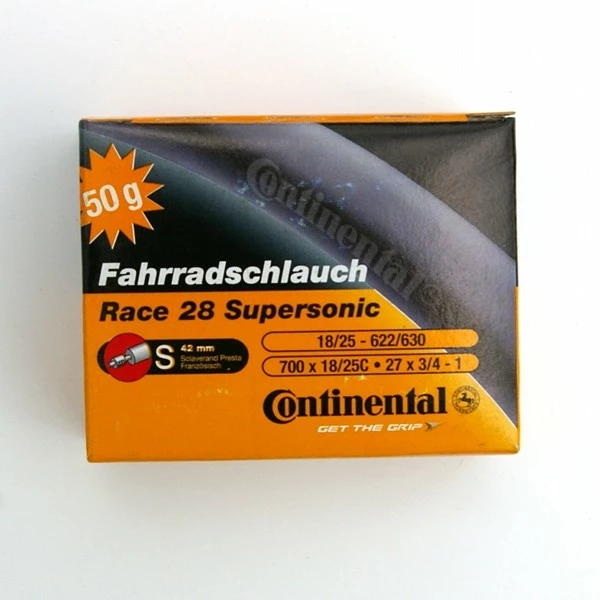 50g
Continental
Fahrradschlauch
Race 28 Supersonic
S
42 mm
Sclaverand Presta
Französisch
18/25 - 622/630
700 x 18/25C • 27 x 3/4 - 1
Continental
GET THE GRIP